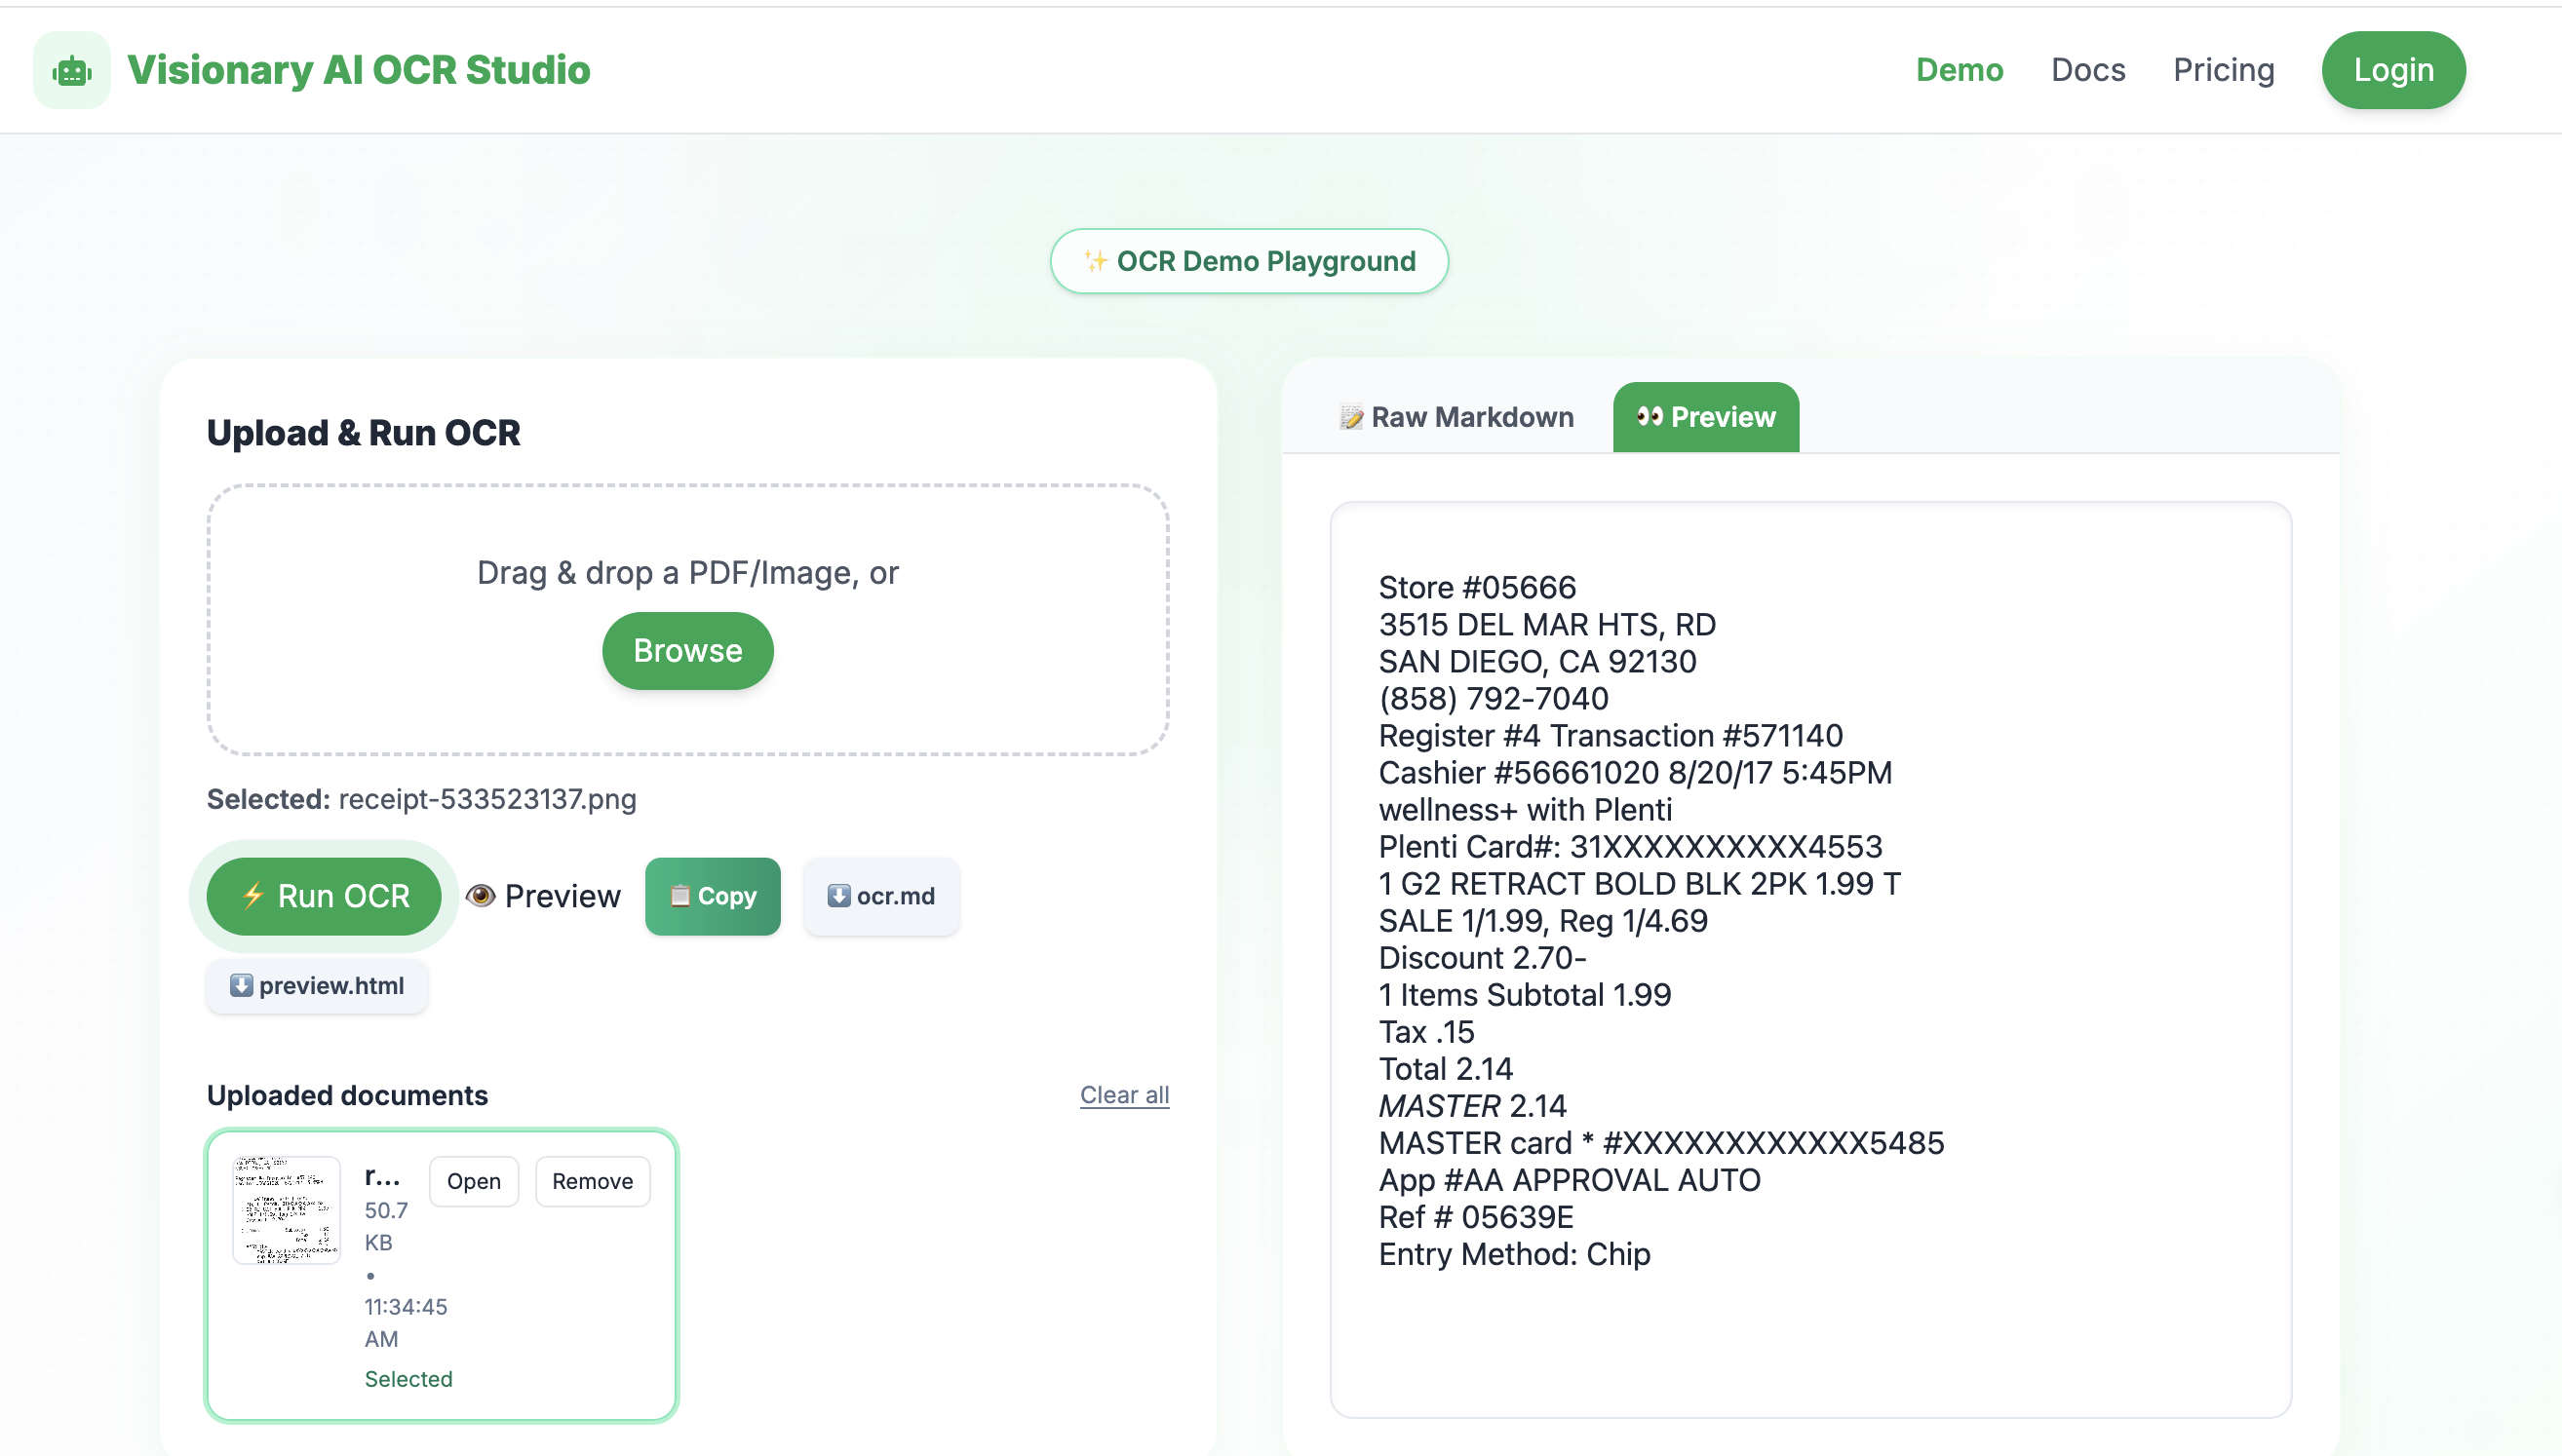 Visionary AI OCR Studio
Demo
Docs
Pricing
Login
✨ OCR Demo Playground
Upload & Run OCR
Drag & drop a PDF/Image, or
Browse
Selected: receipt-533523137.png
⚡ Run OCR
👁 Preview
📋 Copy
⬇ ocr.md
⬇ preview.html
Uploaded documents
Clear all
r...
Open
Remove
50.7
KB
•
11:34:45
AM
Selected
📝 Raw Markdown
👀 Preview
Store #05666
3515 DEL MAR HTS, RD
SAN DIEGO, CA 92130
(858) 792-7040
Register #4 Transaction #571140
Cashier #56661020 8/20/17 5:45PM
wellness+ with Plenti
Plenti Card#: 31XXXXXXXXXX4553
1 G2 RETRACT BOLD BLK 2PK 1.99 T
SALE 1/1.99, Reg 1/4.69
Discount 2.70-
1 Items Subtotal 1.99
Tax .15
Total 2.14
MASTER 2.14
MASTER card * #XXXXXXXXXXXX5485
App #AA APPROVAL AUTO
Ref # 05639E
Entry Method: Chip